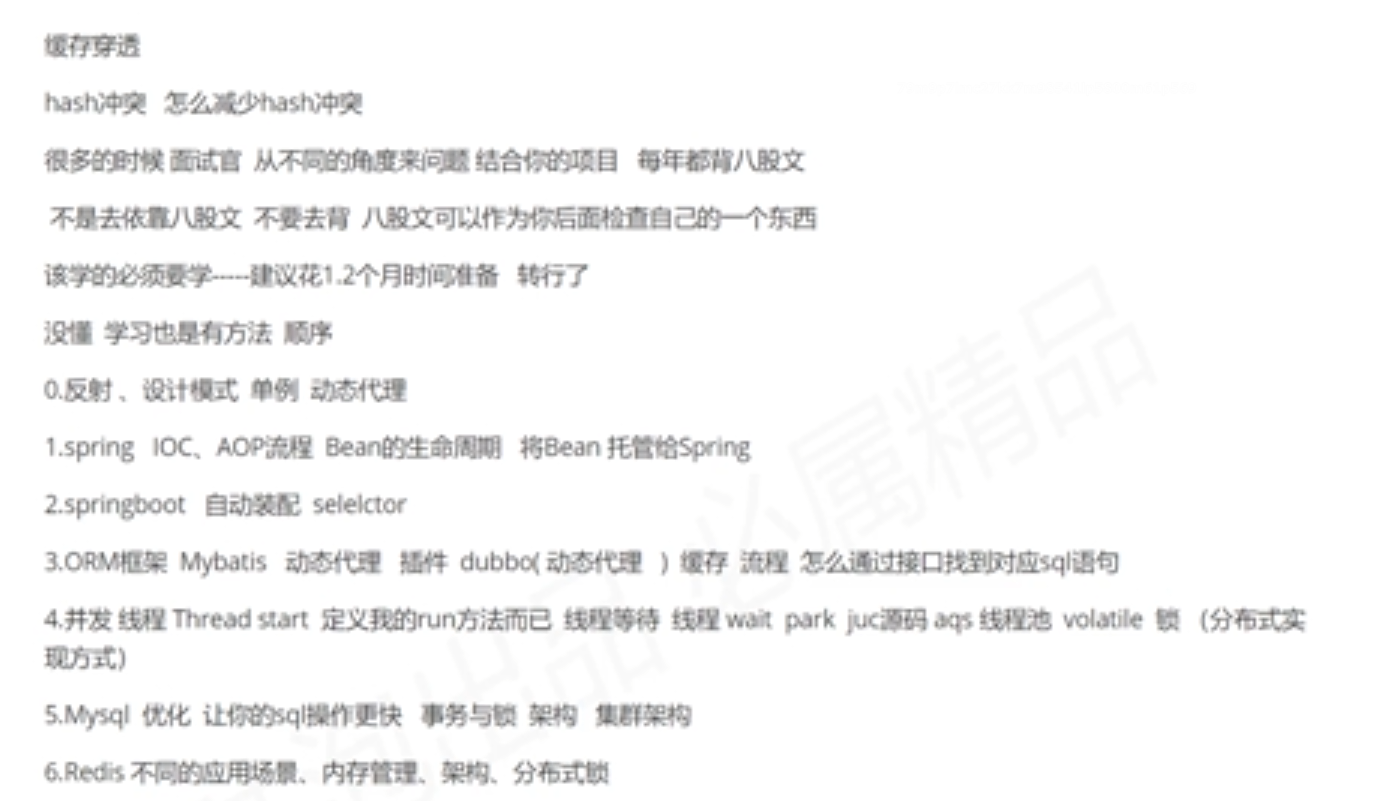 缓存穿透
hash冲突 怎么减少hash冲突
很多的时候 面试官 从不同的角度来问题 结合你的项目 每年都背八股文
不是去依靠八股文 不要去背 八股文可以作为你后面检查自己的一个东西
该学的必须要学-----建议花1.2个月时间准备 转行了
没懂 学习也是有方法 顺序
0.反射 、设计模式 单例 动态代理
1.spring IOC、AOP流程 Bean的生命周期 将Bean 托管给Spring
2.springboot 自动装配 selelctor
3.ORM框架 Mybatis 动态代理 插件 dubbo( 动态代理 ) 缓存 流程 怎么通过接口找到对应sql语句
4.并发 线程 Thread start 定义我的run方法而已 线程等待 线程 wait park juc源码 aqs 线程池 volatile 锁 （分布式实
现方式）
5.Mysql 优化 让你的sql操作更快 事务与锁 架构 集群架构
6.Redis 不同的应用场景、内存管理、架构、分布式锁
出品 必属精品